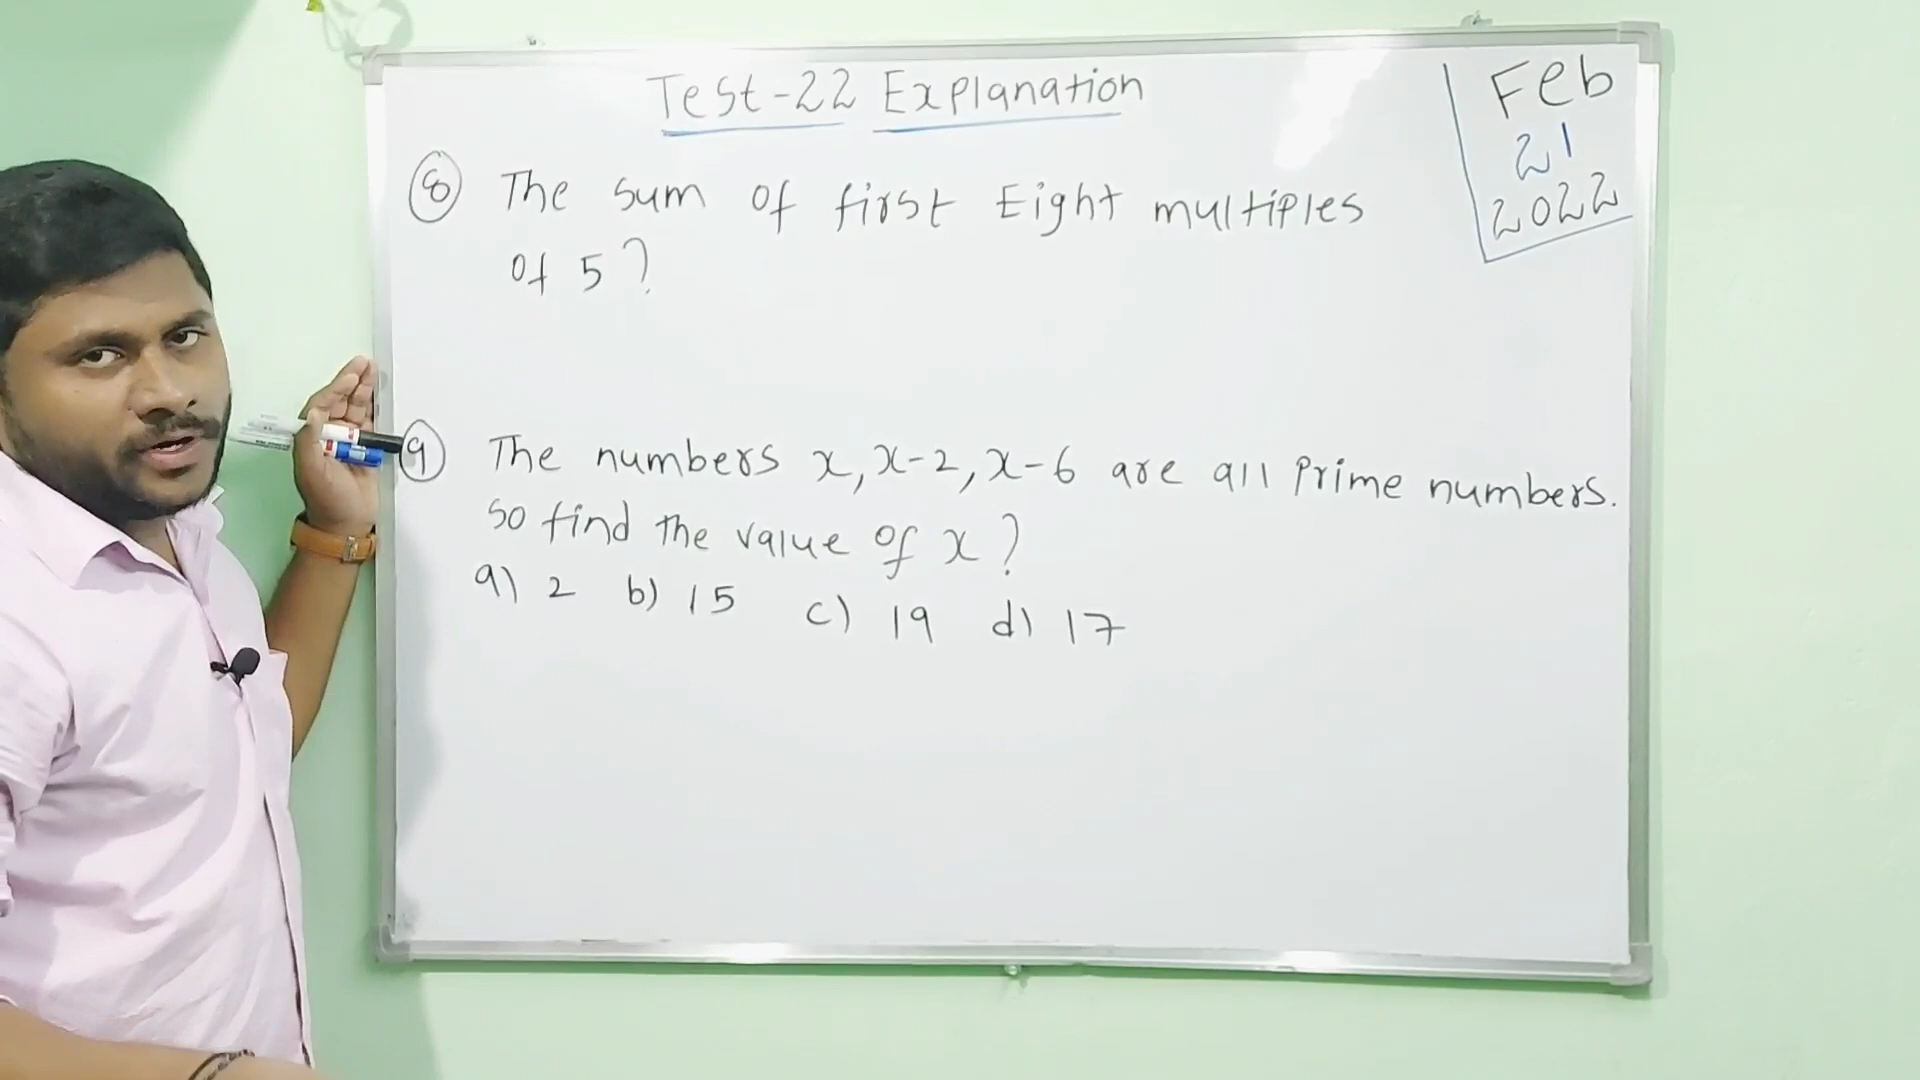 Test-22 Explanation
Feb
21
2022
8 The sum of first Eight multiples
of 5?
9 The numbers x, x-2, x-6 are all prime numbers.
so find the value of x?
a) 2 b) 15 c) 19 d) 17